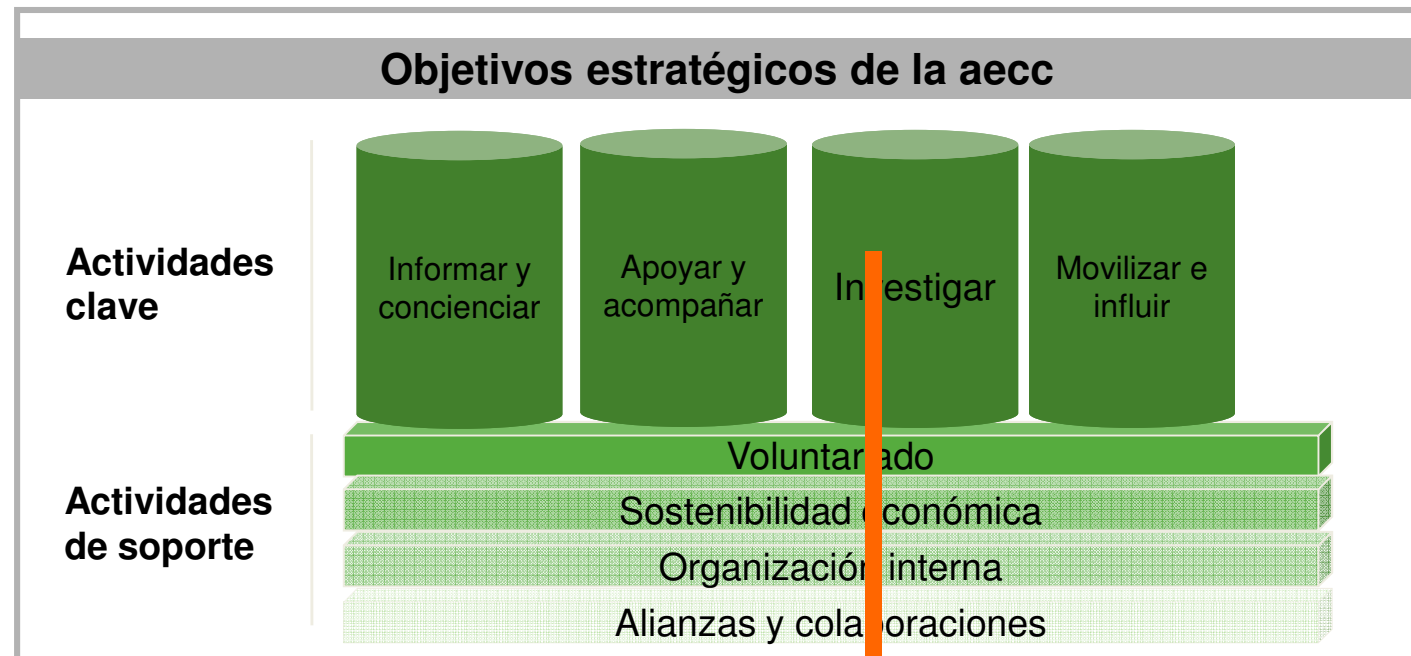 Objetivos estratégicos de la aecc
Actividades
clave
Informar y
concienciar
Apoyar y
acompañar
Investigar
Movilizar e
influir
Actividades
de soporte
Voluntariado
Sostenibilidad económica
Organización interna
Alianzas y colaboraciones